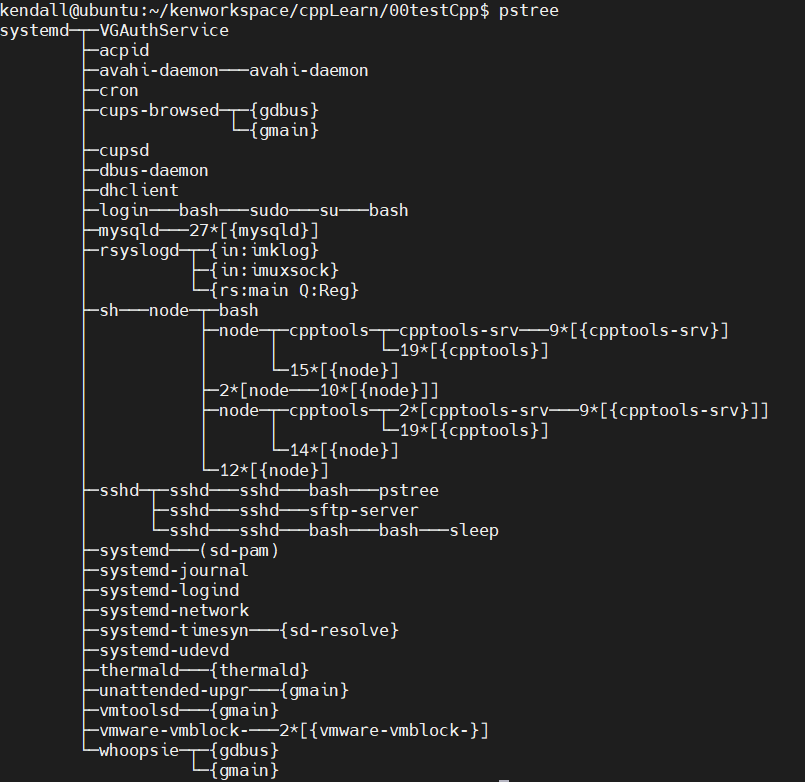 kendall@ubuntu:~/kenworkspace/cppLearn/00testCpp$ pstree
systemd─┬─VGAuthService
        ├─acpid
        ├─avahi-daemon───avahi-daemon
        ├─cron
        ├─cups-browsed─┬─{gdbus}
        │              └─{gmain}
        ├─cupsd
        ├─dbus-daemon
        ├─dhclient
        ├─login───bash───sudo───su───bash
        ├─mysqld───27*[{mysqld}]
        ├─rsyslogd─┬─{in:imklog}
        │          ├─{in:imuxsock}
        │          └─{rs:main Q:Reg}
        ├─sh───node─┬─bash
        │           ├─node─┬─cpptools─┬─cpptools-srv───9*[{cpptools-srv}]
        │           │      │          └─19*[{cpptools}]
        │           │      └─15*[{node}]
        │           ├─2*[node───10*[{node}]]
        │           ├─node─┬─cpptools─┬─2*[cpptools-srv───9*[{cpptools-srv}]]
        │           │      │          └─19*[{cpptools}]
        │           │      └─14*[{node}]
        │           └─12*[{node}]
        ├─sshd─┬─sshd───sshd───bash───pstree
        │      ├─sshd───sshd───sftp-server
        │      └─sshd───sshd───bash───bash───sleep
        ├─systemd───(sd-pam)
        ├─systemd-journal
        ├─systemd-logind
        ├─systemd-network
        ├─systemd-timesyn───{sd-resolve}
        ├─systemd-udevd
        ├─thermald───{thermald}
        ├─unattended-upgr───{gmain}
        ├─vmtoolsd───{gmain}
        ├─vmware-vmblock-───2*[{vmware-vmblock-}]
        └─whoopsie─┬─{gdbus}
                   └─{gmain}